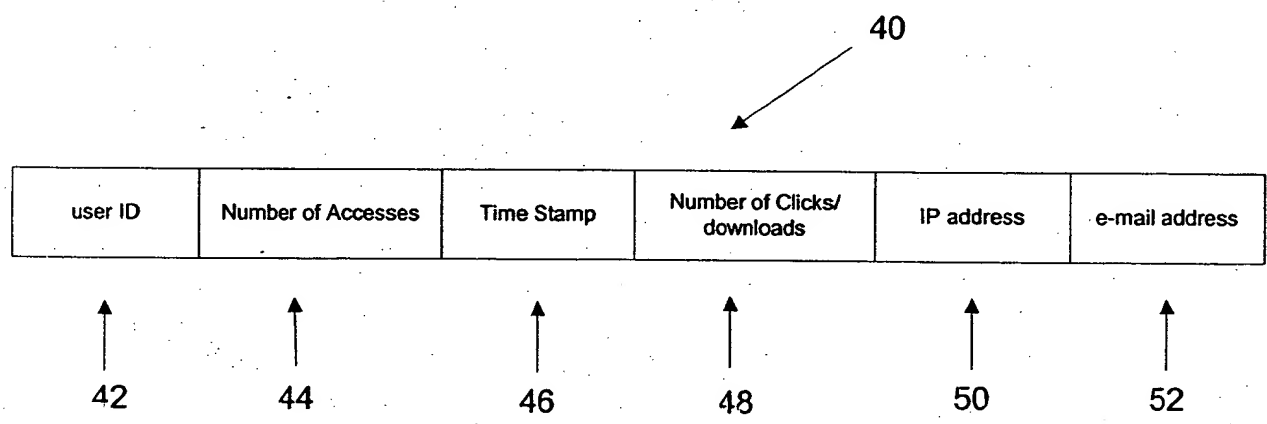 40
user ID
Number of Accesses
Time Stamp
Number of Clicks/
downloads
IP address
e-mail address
42
44
46
48
50
52